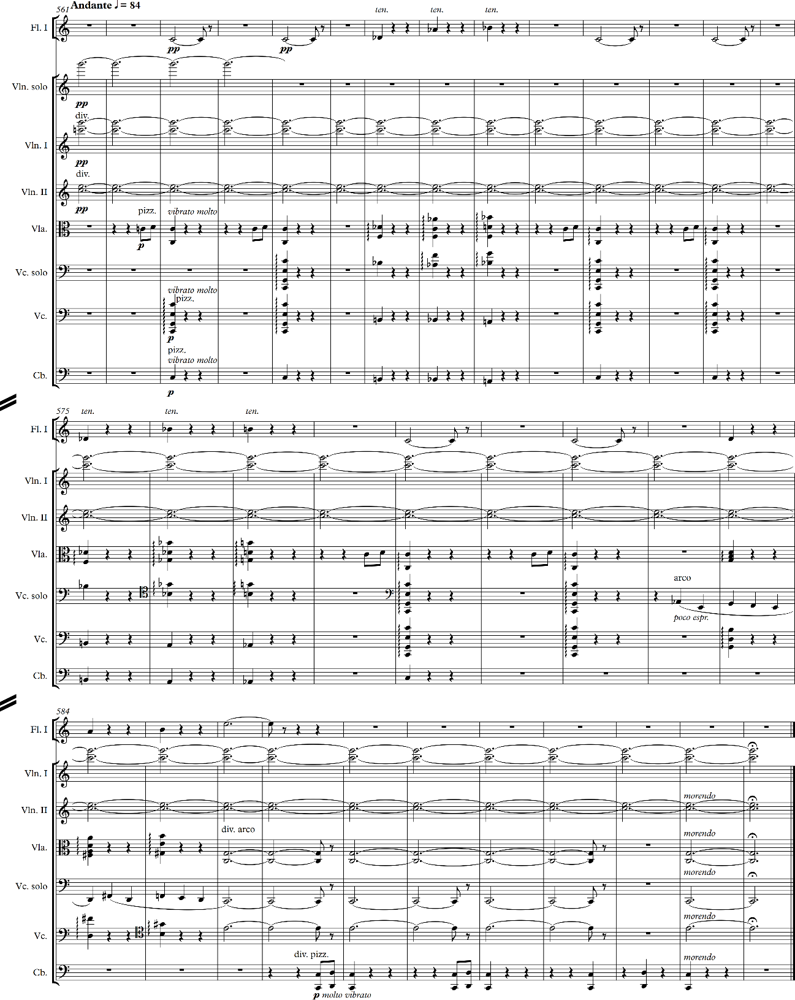 561 Andante ♩ = 84
ten. ten. ten.
Fl. I
pp pp
Vln. solo
pp
div.
Vln. I
pp
div.
Vln. II
pp
pizz. vibrato molto
Vla.
p
Vc. solo
vibrato molto
pizz.
Vc.
p
pizz.
vibrato molto
Cb.
p
575 ten. ten. ten.
Fl. I
Vln. I
Vln. II
Vla.
arco
Vc. solo
poco espr.
Vc.
Cb.
584
Fl. I
Vln. I
morendo
Vln. II
div. arco
morendo
Vla.
morendo
Vc. solo
morendo
Vc.
div. pizz.
morendo
Cb.
p molto vibrato